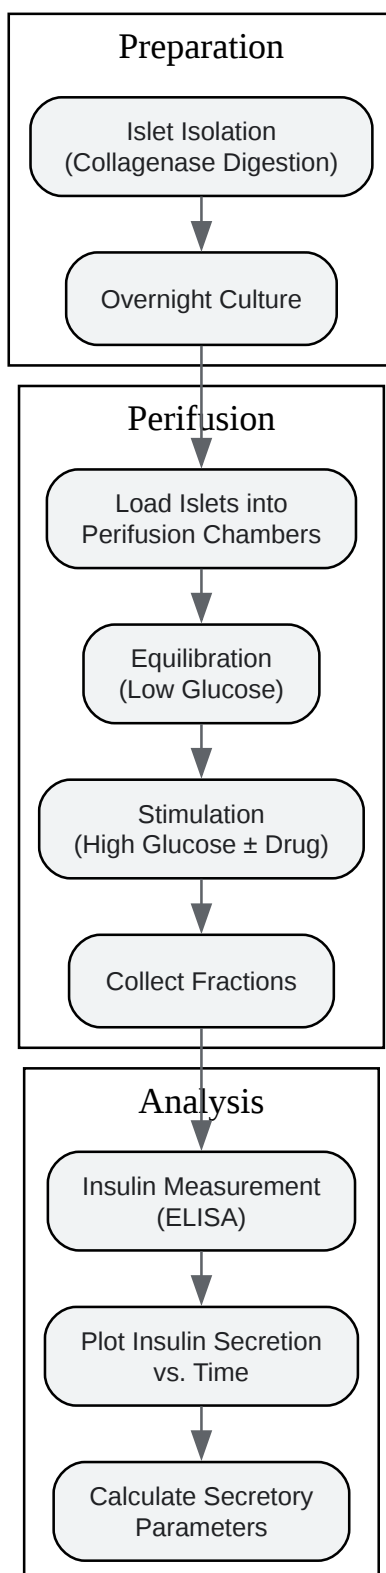 Preparation
Islet Isolation
(Collagenase Digestion)
Overnight Culture
Perifusion
Load Islets into
Perifusion Chambers
Equilibration
(Low Glucose)
Stimulation
(High Glucose ± Drug)
Collect Fractions
Analysis
Insulin Measurement
(ELISA)
Plot Insulin Secretion
vs. Time
Calculate Secretory
Parameters